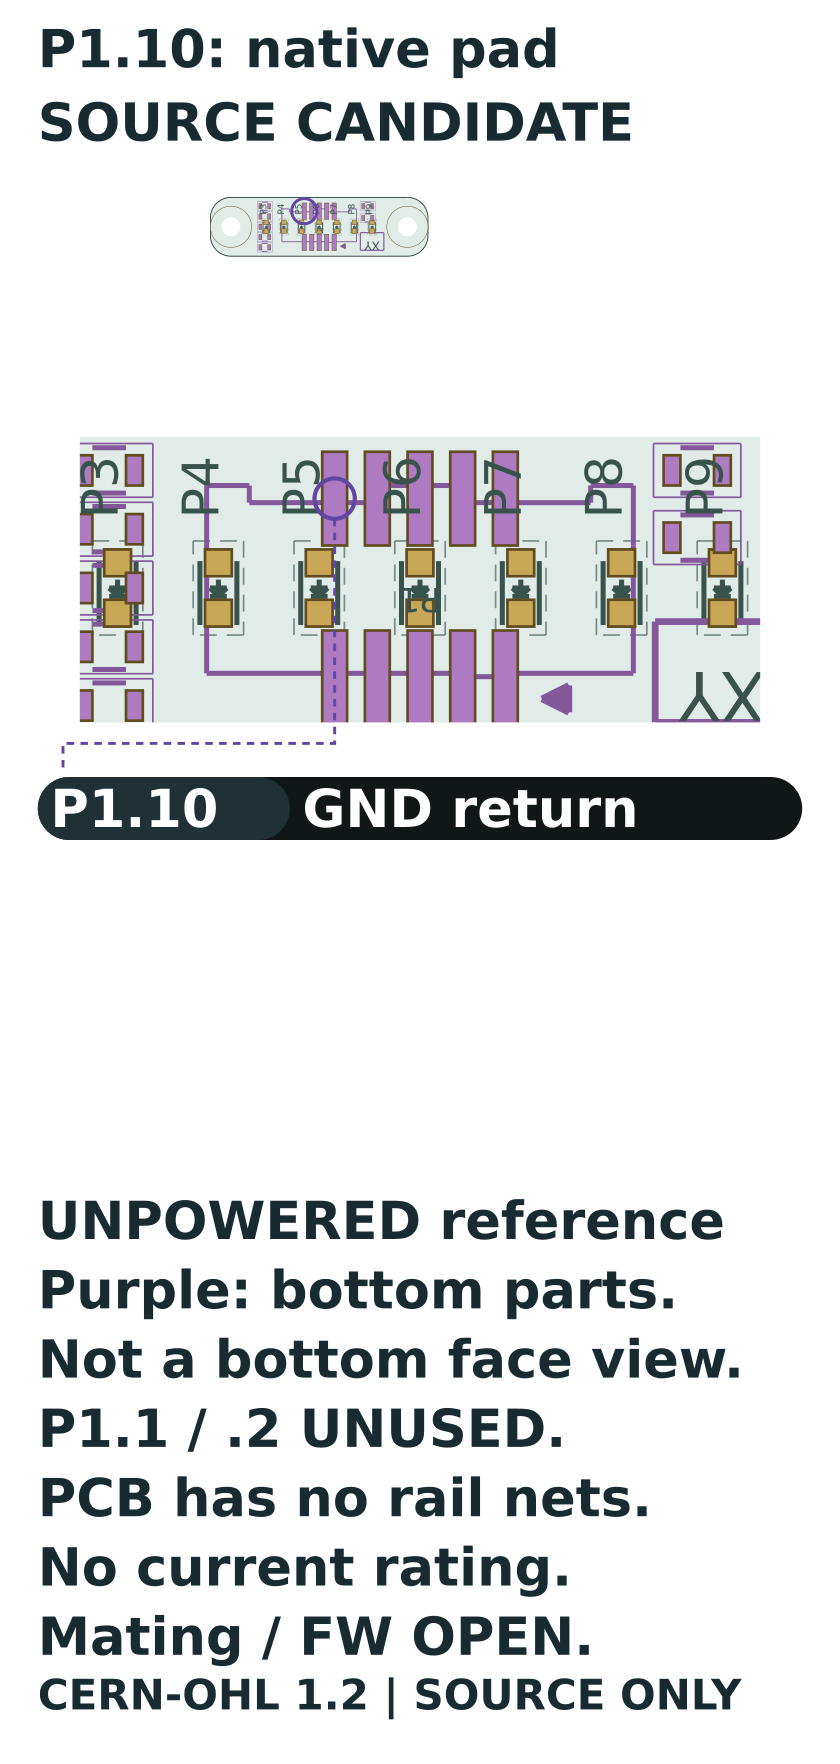 P1.10: native pad
SOURCE CANDIDATE
P3 P4 P5 P6 P7 P8 P9
P1
XY
P1.10 GND return
UNPOWERED reference
Purple: bottom parts.
Not a bottom face view.
P1.1 / .2 UNUSED.
PCB has no rail nets.
No current rating.
Mating / FW OPEN.
CERN-OHL 1.2 | SOURCE ONLY